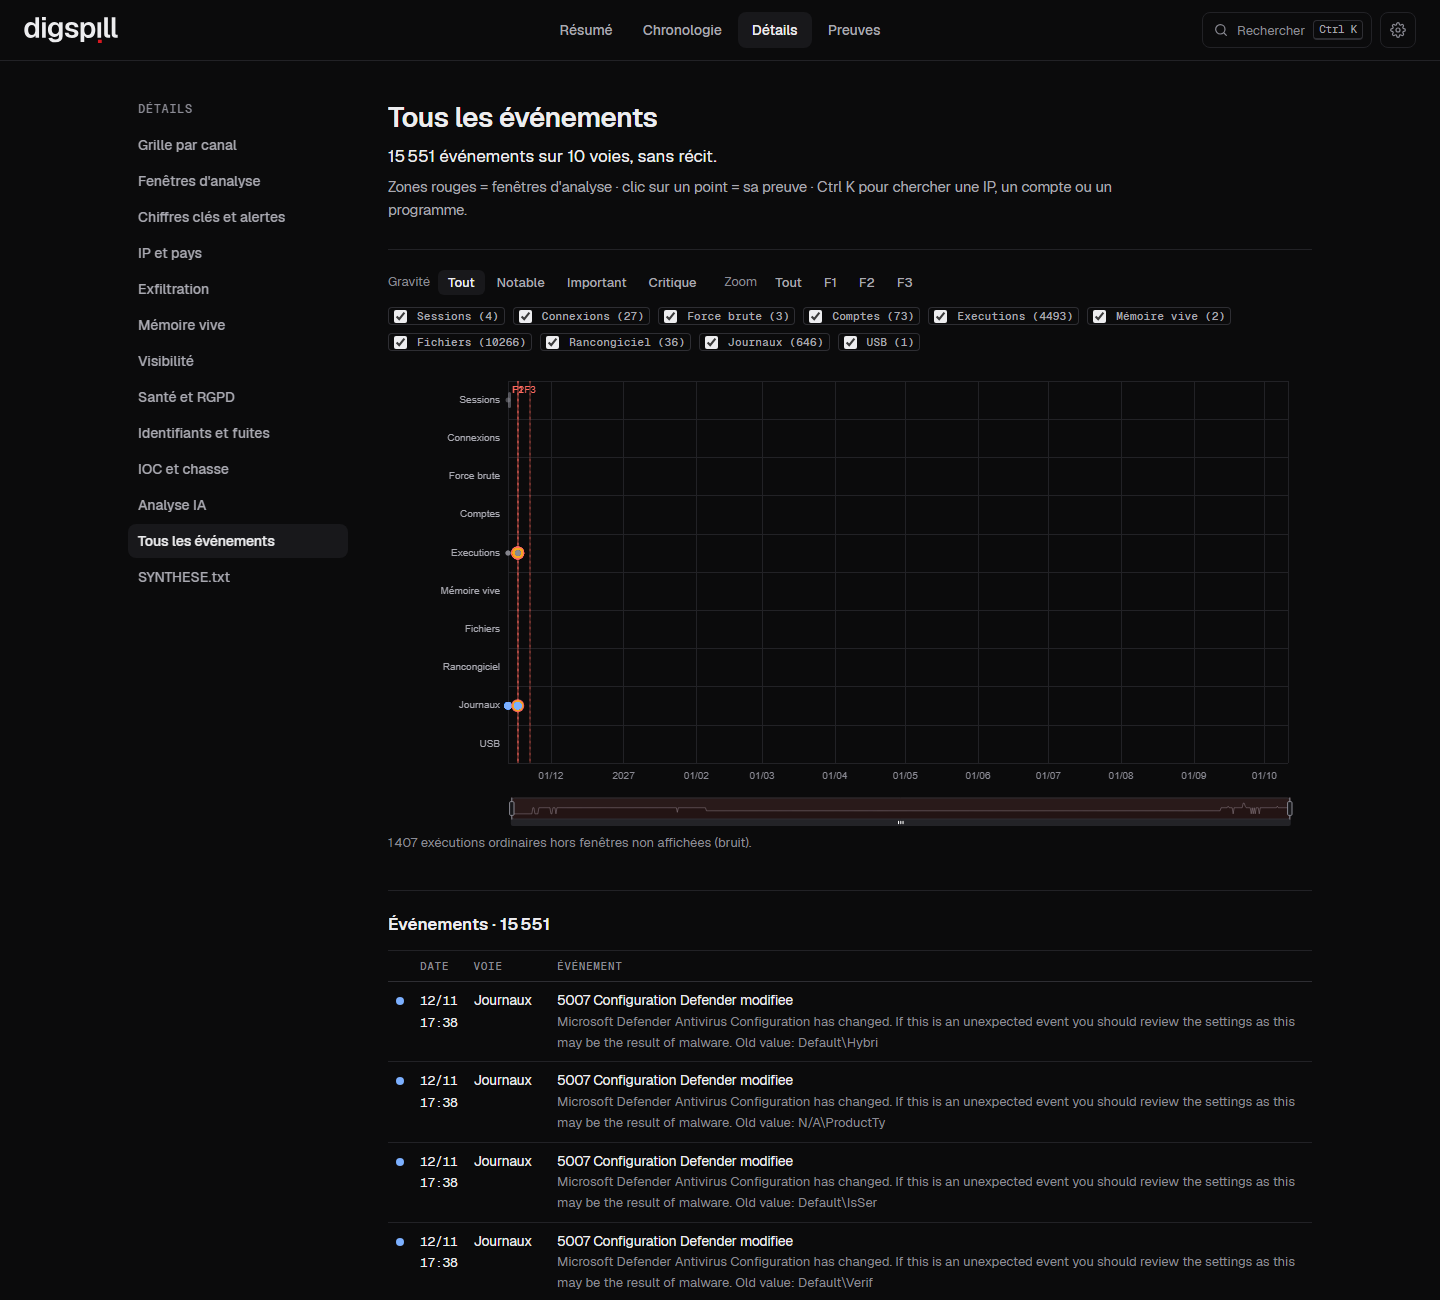 digspill
Résumé
Chronologie
Détails
Preuves
Rechercher
Ctrl K
DÉTAILS
Grille par canal
Fenêtres d'analyse
Chiffres clés et alertes
IP et pays
Exfiltration
Mémoire vive
Visibilité
Santé et RGPD
Identifiants et fuites
IOC et chasse
Analyse IA
Tous les événements
SYNTHESE.txt
Tous les événements
15 551 événements sur 10 voies, sans récit.
Zones rouges = fenêtres d'analyse · clic sur un point = sa preuve · Ctrl K pour chercher une IP, un compte ou un
programme.
Gravité Tout Notable Important Critique Zoom Tout F1 F2 F3
Sessions (4) Connexions (27) Force brute (3) Comptes (73) Executions (4493) Mémoire vive (2)
Fichiers (10266) Rancongiciel (36) Journaux (646) USB (1)
F3
Sessions
Connexions
Force brute
Comptes
Executions
Mémoire vive
Fichiers
Rancongiciel
Journaux
USB
01/12 2027 01/02 01/03 01/04 01/05 01/06 01/07 01/08 01/09 01/10
1 407 exécutions ordinaires hors fenêtres non affichées (bruit).
Événements · 15 551
DATE VOIE ÉVÉNEMENT
12/11 Journaux 5007 Configuration Defender modifiee
17:38 Microsoft Defender Antivirus Configuration has changed. If this is an unexpected event you should review the settings as this
may be the result of malware. Old value: Default\Hybri
12/11 Journaux 5007 Configuration Defender modifiee
17:38 Microsoft Defender Antivirus Configuration has changed. If this is an unexpected event you should review the settings as this
may be the result of malware. Old value: N/A\ProductTy
12/11 Journaux 5007 Configuration Defender modifiee
17:38 Microsoft Defender Antivirus Configuration has changed. If this is an unexpected event you should review the settings as this
may be the result of malware. Old value: Default\IsSer
12/11 Journaux 5007 Configuration Defender modifiee
17:38 Microsoft Defender Antivirus Configuration has changed. If this is an unexpected event you should review the settings as this
may be the result of malware. Old value: Default\Verif